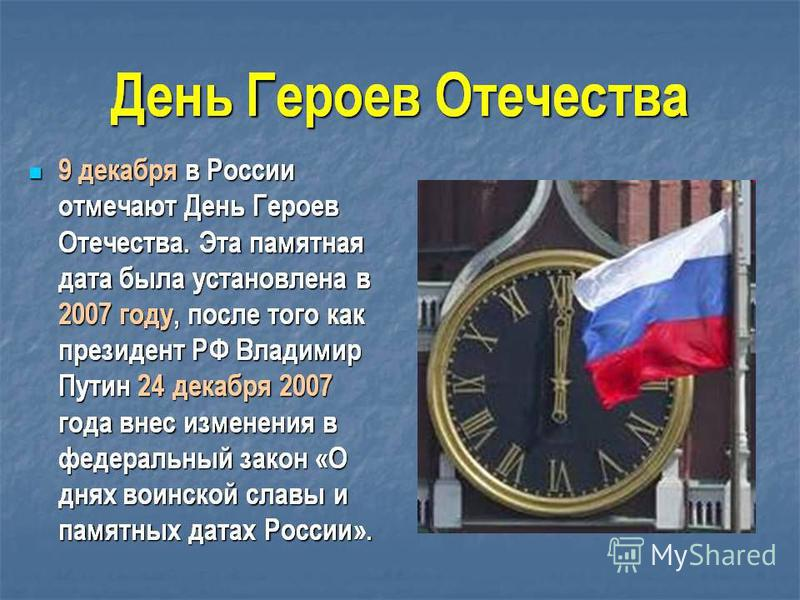 День Героев Отечества
9 декабря в России
отмечают День Героев
Отечества. Эта памятная
дата была установлена в
2007 году, после того как
президент РФ Владимир
Путин 24 декабря 2007
года внес изменения в
федеральный закон «О
днях воинской славы и
памятных датах России».
MyShared